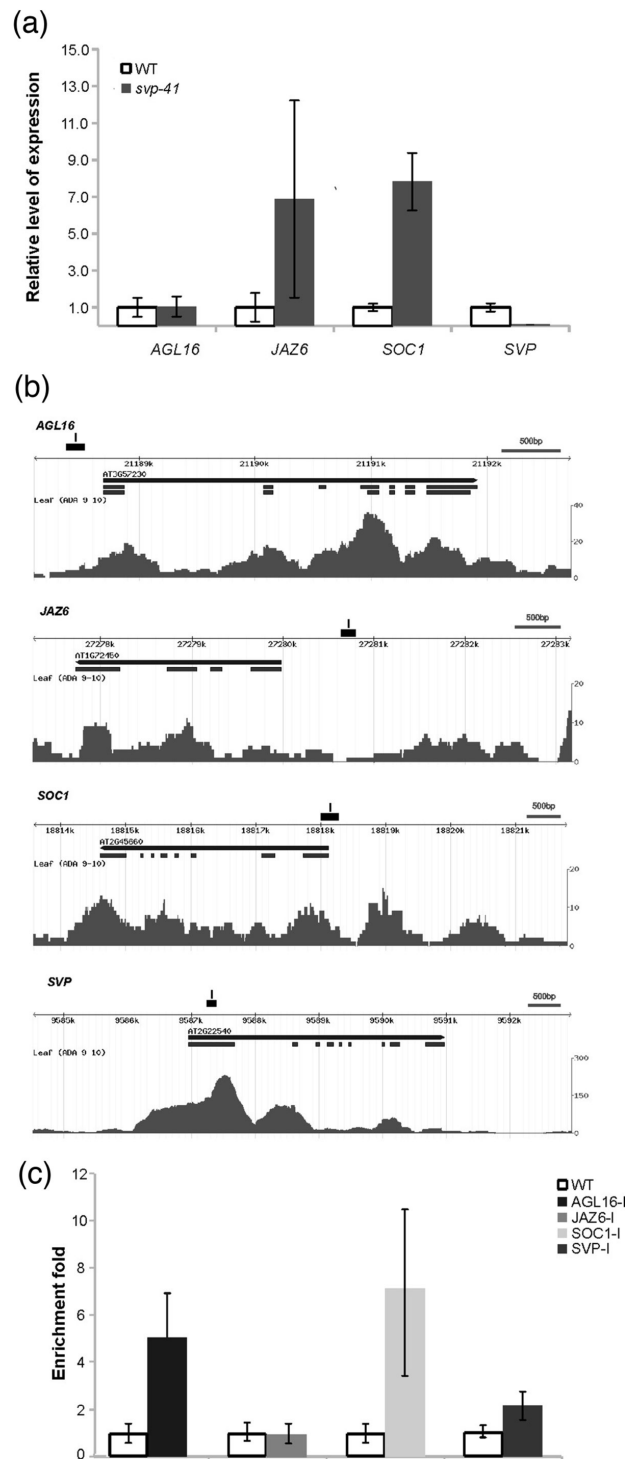 (a)
15.0
13.0
11.0
9.0
7.0
5.0
3.0
1.0
Relative level of expression
WT
svp-41
AGL16 JAZ6 SOC1 SVP
(b)
AGL16
I
500bp
21189k 21190k 21191k 21192k
AT3G57230
Leaf (ADA 9 10)
40
20
0
JAZ6
I
500bp
27278k 27279k 27280k 27281k 27282k 27283k
AT1G72450
Leaf (ADA 9-10)
20
10
0
SOC1
I
500bp
18814k 18815k 18816k 18817k 18818k 18819k 18820k 18821k
AT2G45660
Leaf (ADA 9-10)
20
10
0
SVP
I
500bp
9585k 9586k 9587k 9588k 9589k 9590k 9591k 9592k
AT2G22540
Leaf (ADA 9 10)
300
150
0
(c)
12
10
8
6
4
2
0
Enrichment fold
WT
AGL16-I
JAZ6-I
SOC1-I
SVP-I